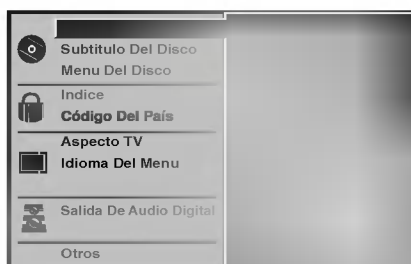 Subtitulo Del Disco
Menu Del Disco
Indice
Código Del País
Aspecto TV
Idioma Del Menu
Salida De Audio Digital
Otros